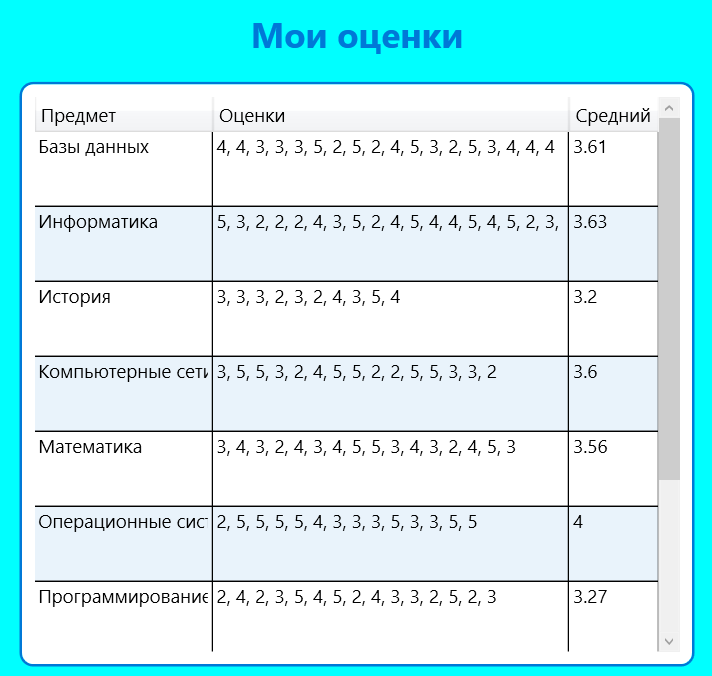 Мои оценки
Предмет Оценки Средний
Базы данных 4, 4, 3, 3, 3, 5, 2, 5, 2, 4, 5, 3, 2, 5, 3, 4, 4, 4 3.61
Информатика 5, 3, 2, 2, 2, 4, 3, 5, 2, 4, 5, 4, 4, 5, 4, 5, 2, 3, 3.63
История 3, 3, 3, 2, 3, 2, 4, 3, 5, 4 3.2
Компьютерные сети 3, 5, 5, 3, 2, 4, 5, 5, 2, 2, 5, 5, 3, 3, 2 3.6
Математика 3, 4, 3, 2, 4, 3, 4, 5, 5, 3, 4, 3, 2, 4, 5, 3 3.56
Операционные сист 2, 5, 5, 5, 5, 4, 3, 3, 3, 5, 3, 3, 5, 5 4
Программирование 2, 4, 2, 3, 5, 4, 5, 2, 4, 3, 3, 2, 5, 2, 3 3.27